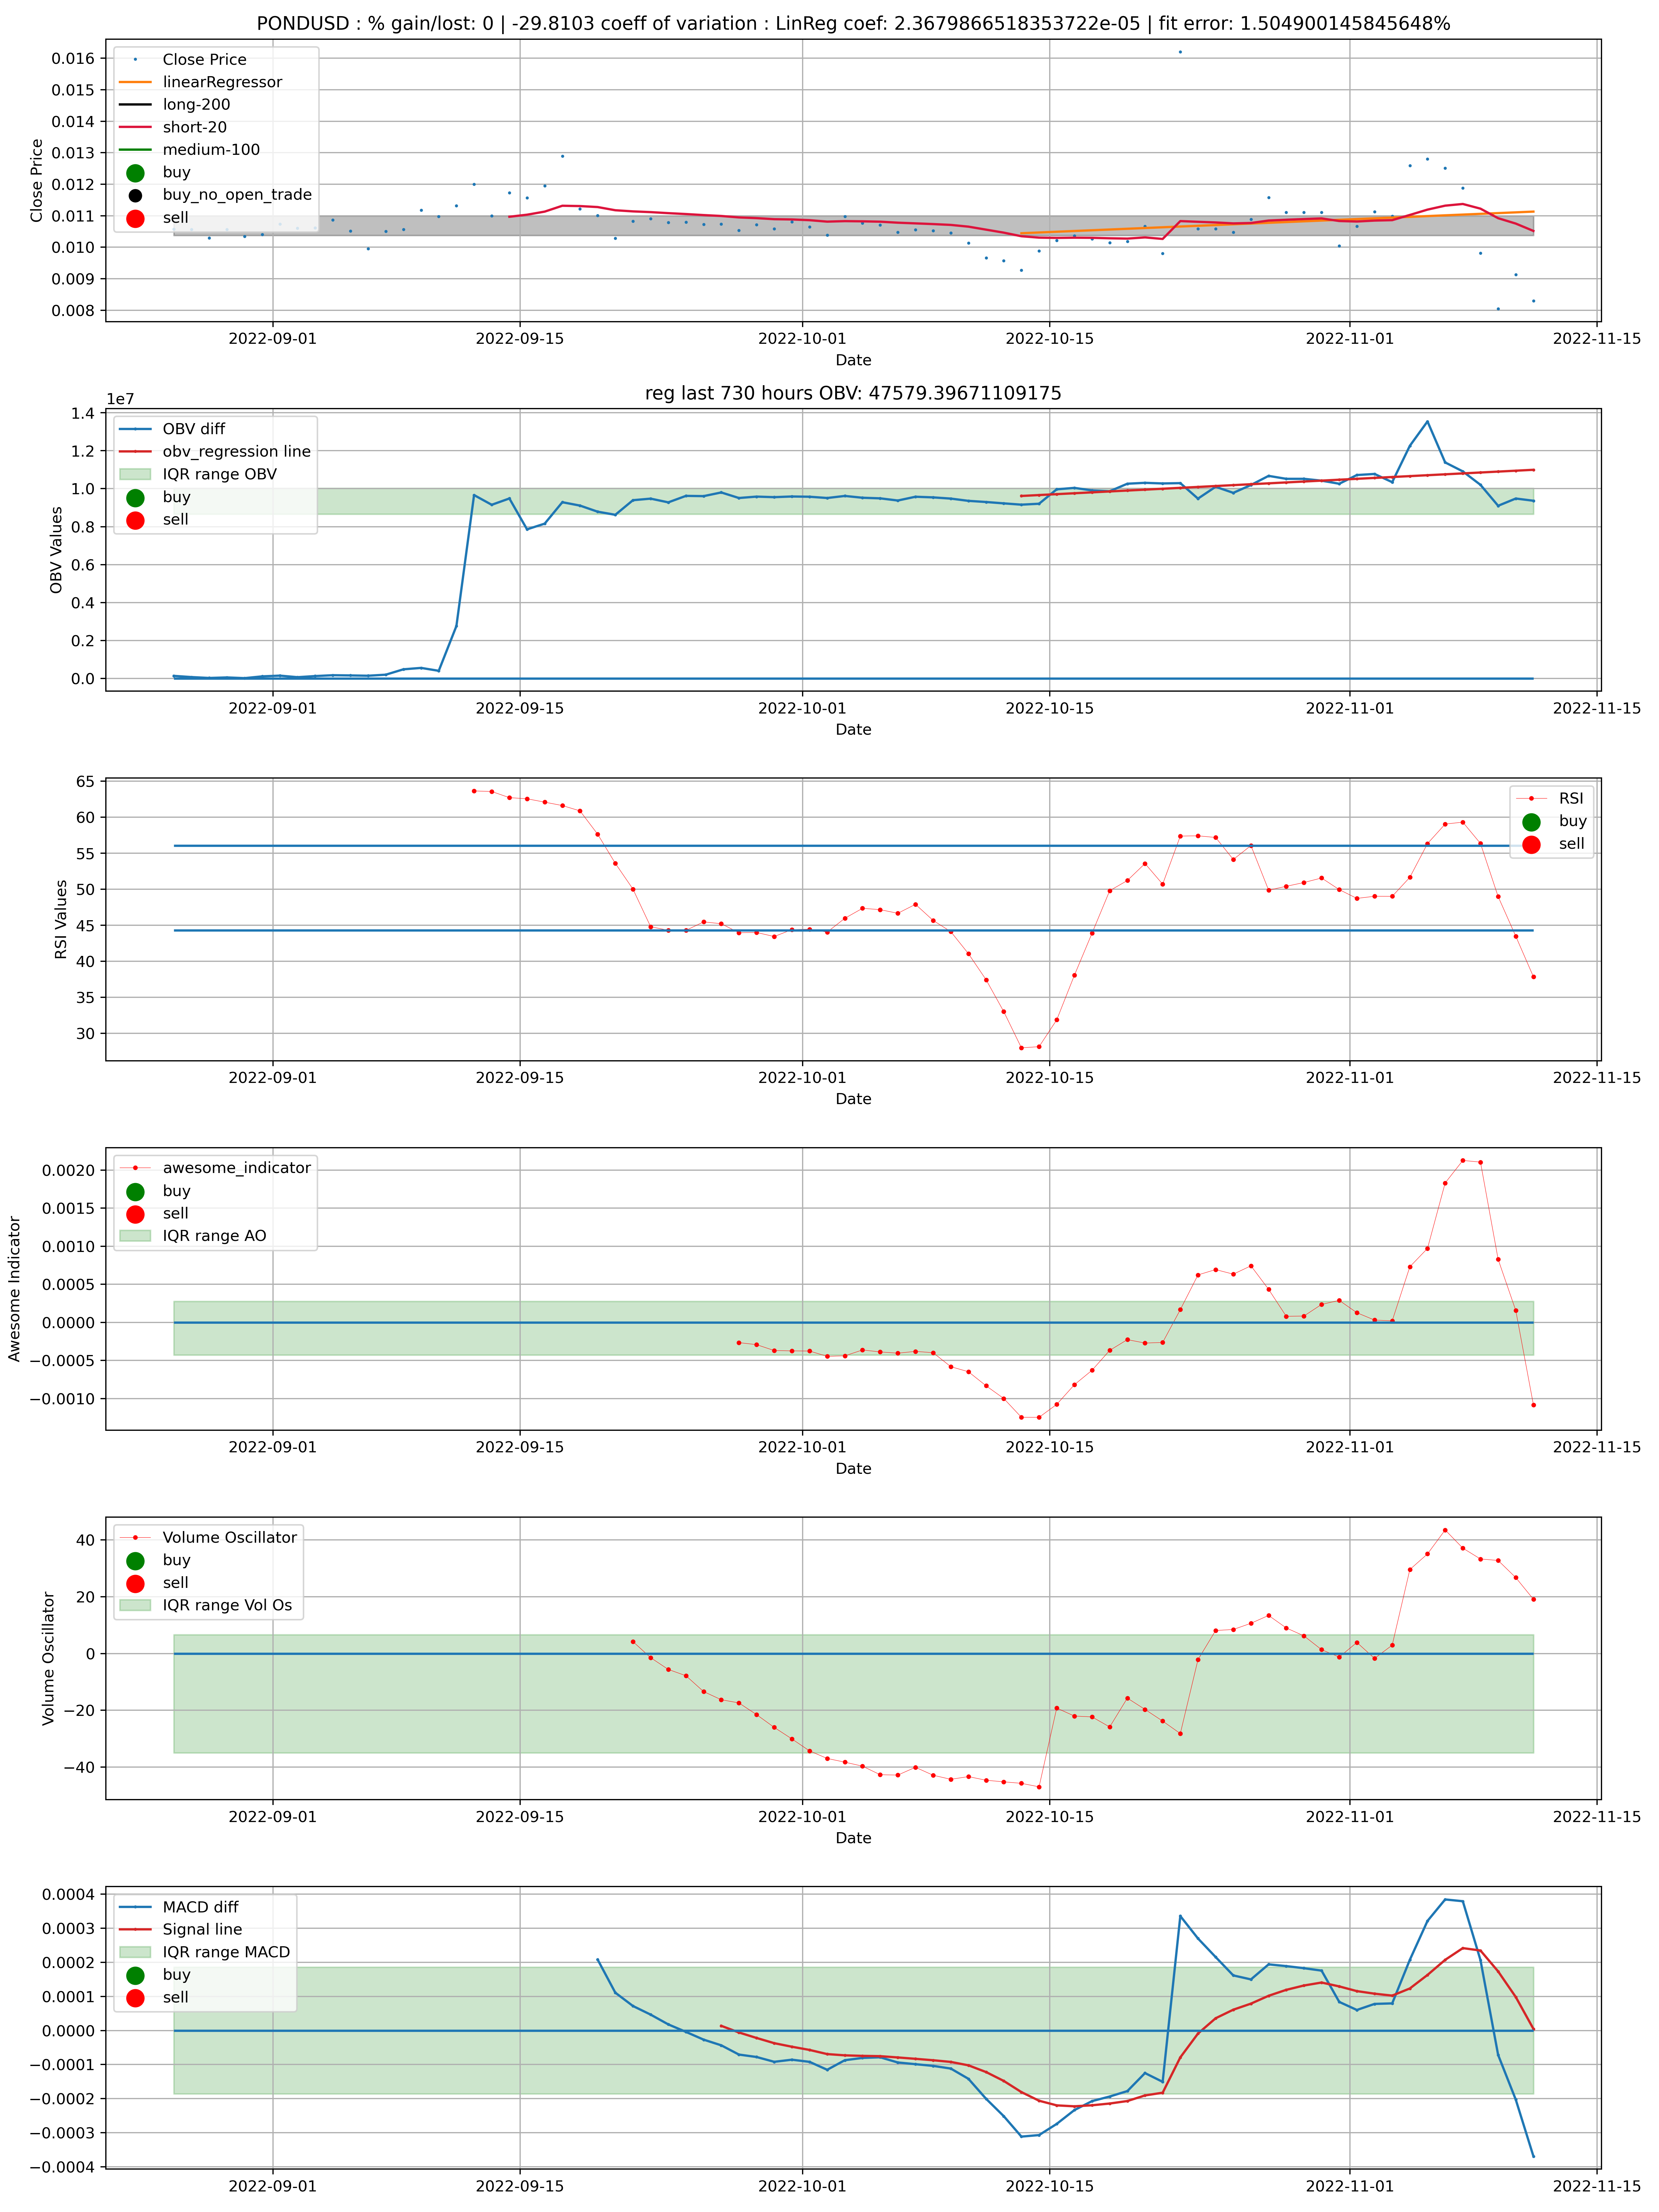 PONDUSD : % gain/lost: 0 | -29.8103 coeff of variation : LinReg coef: 2.3679866518353722e-05 | fit error: 1.504900145845648%
Close Price
0.016
0.015
0.014
0.013
0.012
0.011
0.010
0.009
0.008
Close Price
linearRegressor
long-200
short-20
medium-100
buy
buy_no_open_trade
sell
2022-09-01 2022-09-15 2022-10-01 2022-10-15 2022-11-01 2022-11-15
Date
reg last 730 hours OBV: 47579.39671109175
1e7
OBV Values
1.4
1.2
1.0
0.8
0.6
0.4
0.2
0.0
OBV diff
obv_regression line
IQR range OBV
buy
sell
2022-09-01 2022-09-15 2022-10-01 2022-10-15 2022-11-01 2022-11-15
Date
RSI Values
65
60
55
50
45
40
35
30
RSI
buy
sell
2022-09-01 2022-09-15 2022-10-01 2022-10-15 2022-11-01 2022-11-15
Date
Awesome Indicator
0.0020
0.0015
0.0010
0.0005
0.0000
−0.0005
−0.0010
awesome_indicator
buy
sell
IQR range AO
2022-09-01 2022-09-15 2022-10-01 2022-10-15 2022-11-01 2022-11-15
Date
Volume Oscillator
40
20
0
−20
−40
Volume Oscillator
buy
sell
IQR range Vol Os
2022-09-01 2022-09-15 2022-10-01 2022-10-15 2022-11-01 2022-11-15
Date
0.0004
0.0003
0.0002
0.0001
0.0000
−0.0001
−0.0002
−0.0003
−0.0004
MACD diff
Signal line
IQR range MACD
buy
sell
2022-09-01 2022-09-15 2022-10-01 2022-10-15 2022-11-01 2022-11-15